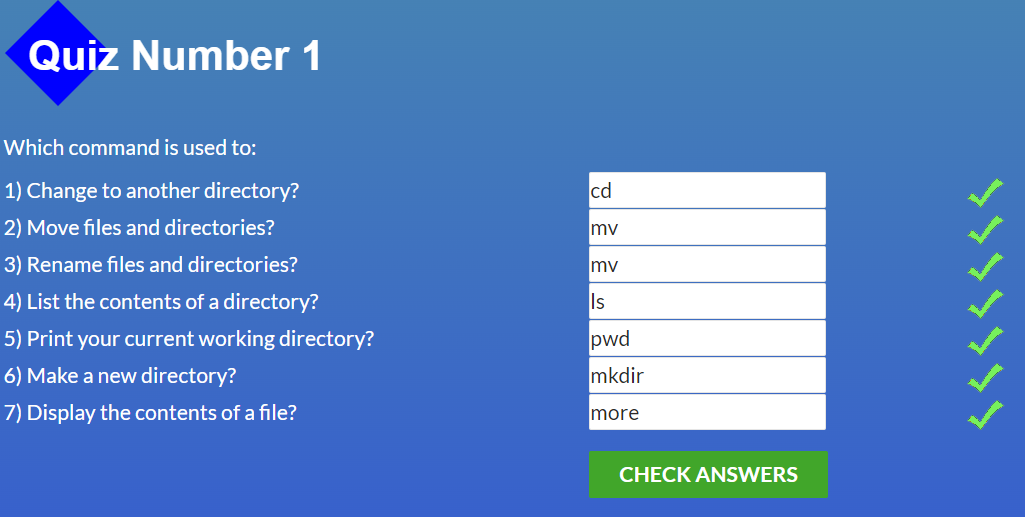 Quiz Number 1
Which command is used to:
1) Change to another directory? cd
2) Move files and directories? mv
3) Rename files and directories? mv
4) List the contents of a directory? ls
5) Print your current working directory? pwd
6) Make a new directory? mkdir
7) Display the contents of a file? more
CHECK ANSWERS